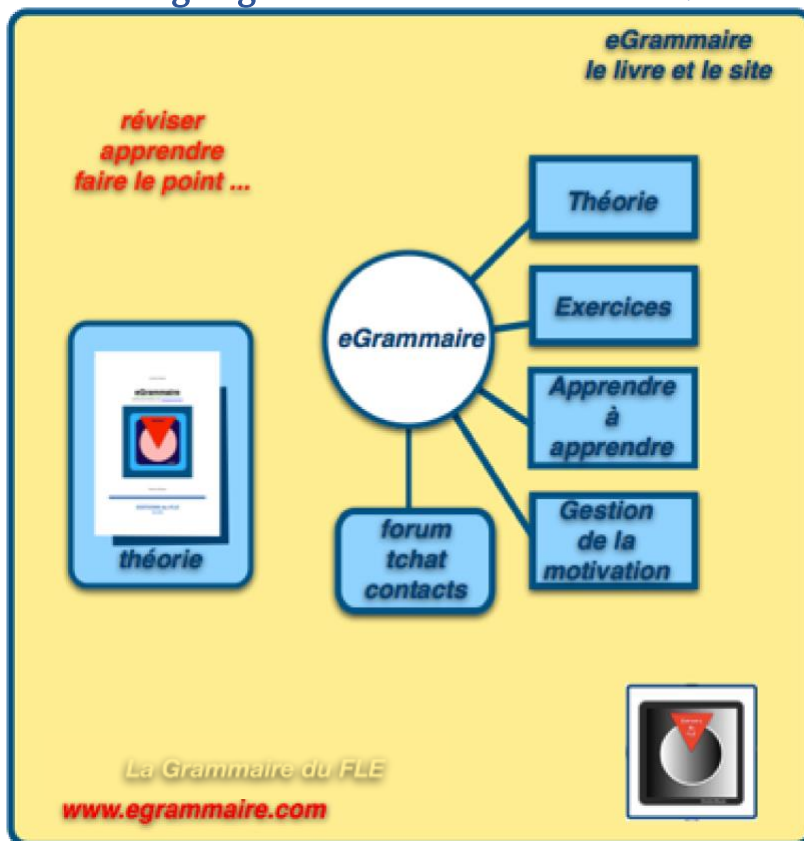 eGrammaire
le livre et le site
réviser
apprendre
faire le point ...
Théorie
Exercices
eGrammaire
Apprendre
à
apprendre
Gestion
de la
motivation
forum
tchat
contacts
eGrammaire
théorie
La Grammaire du FLE
www.egrammaire.com